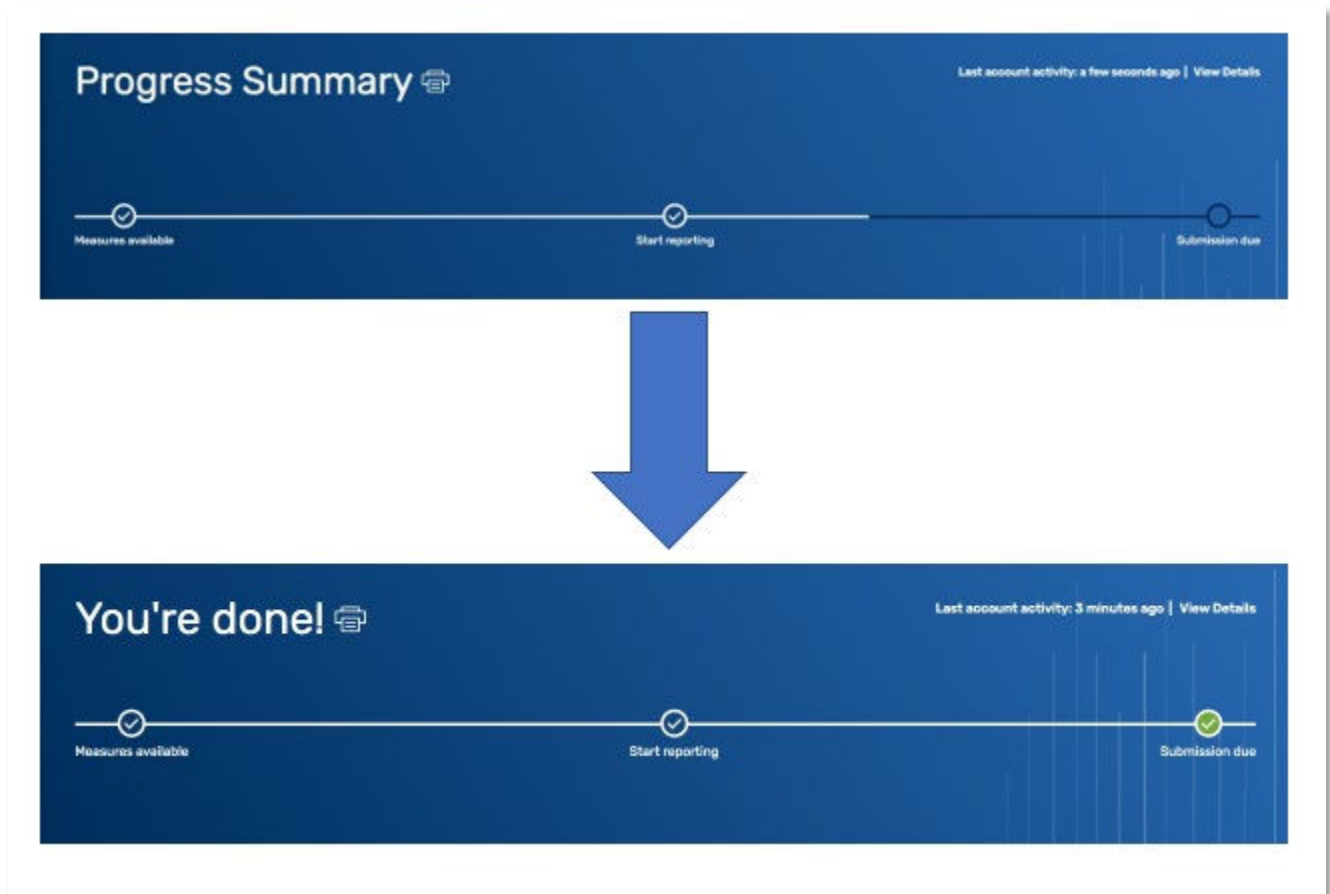 Progress Summary
Last account activity: a few seconds ago | View Details
Measures available
Start reporting
Submission due
You're done!
Last account activity: 3 minutes ago | View Details
Measures available
Start reporting
Submission due